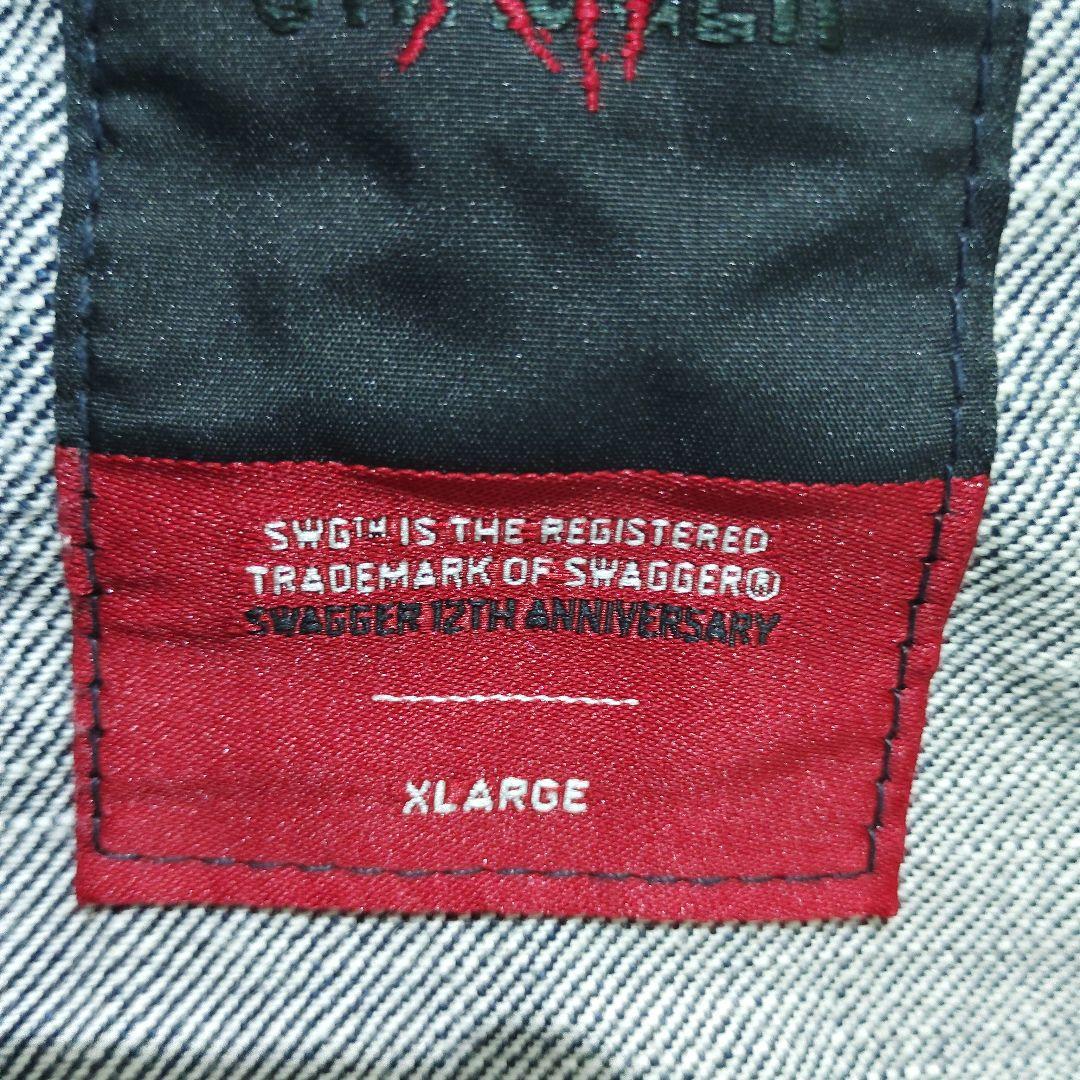 SWG™ IS THE REGISTERED
TRADEMARK OF SWAGGER®
SWAGGER 12TH ANNIVERSARY
XLARGE